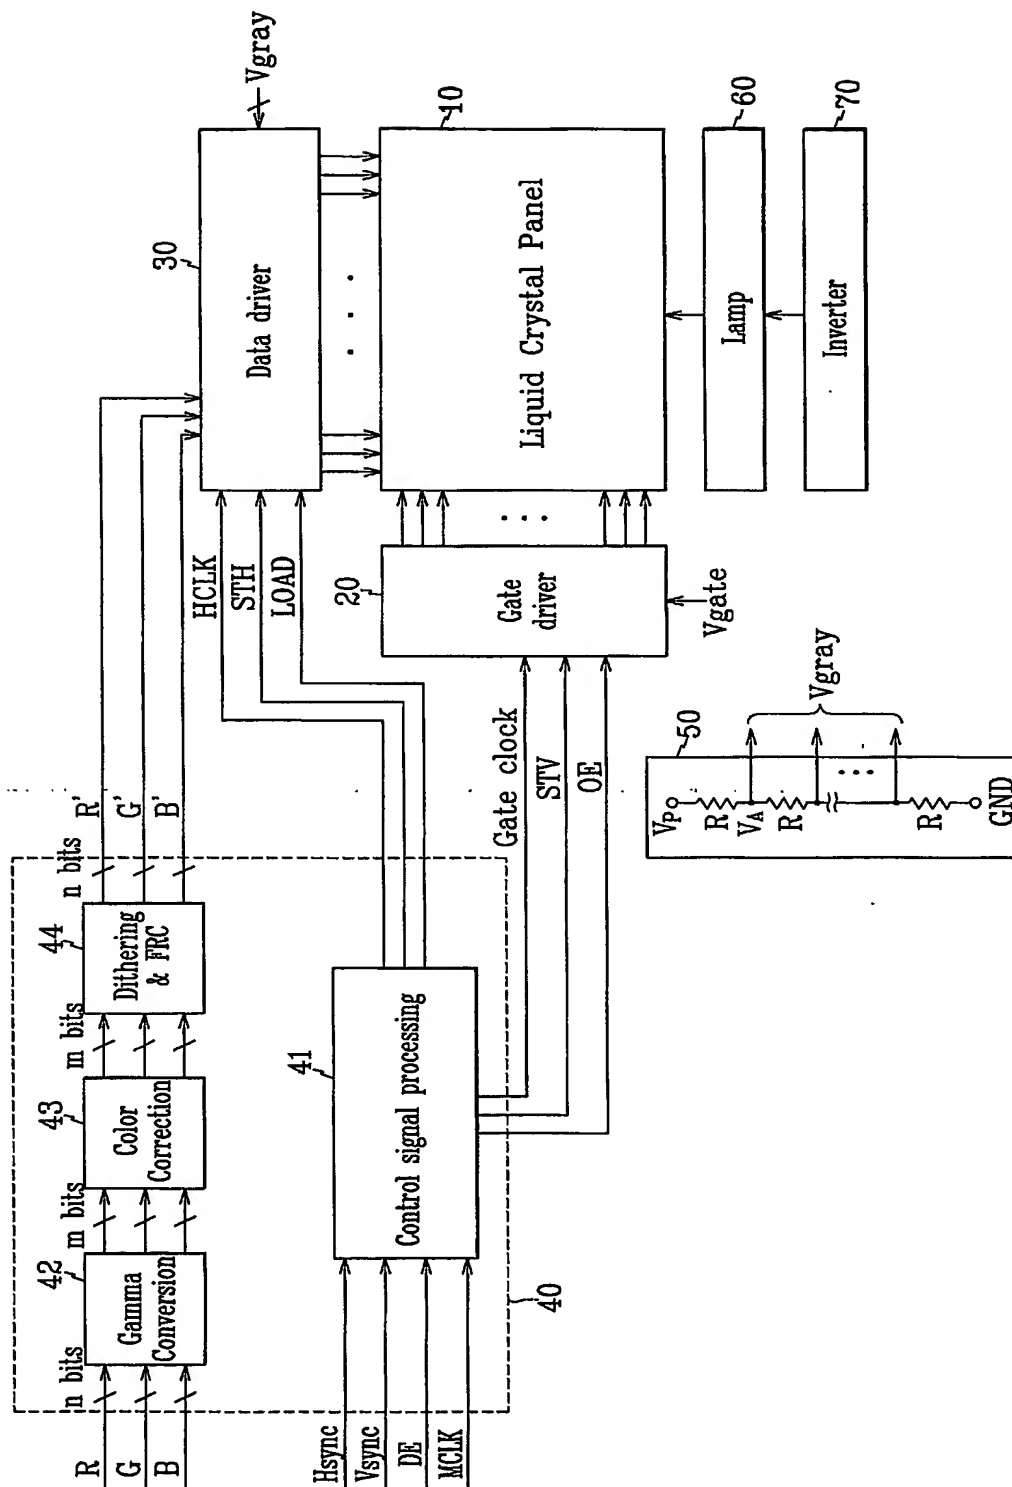 R
G
B
n bits
42
Gamma
Conversion
m bits
43
Color
Correction
m bits
44
Dithering
& FRC
n bits
R'
G'
B'
30
Data driver
Vgray
HCLK
STH
LOAD
Hsync
Vsync
DE
MCLK
41
Control signal processing
40
Gate clock
STV
OE
20
Gate
driver
Vgate
10
Liquid Crystal Panel
60
Lamp
70
Inverter
50
VP
R
VA
R
R
GND
Vgray